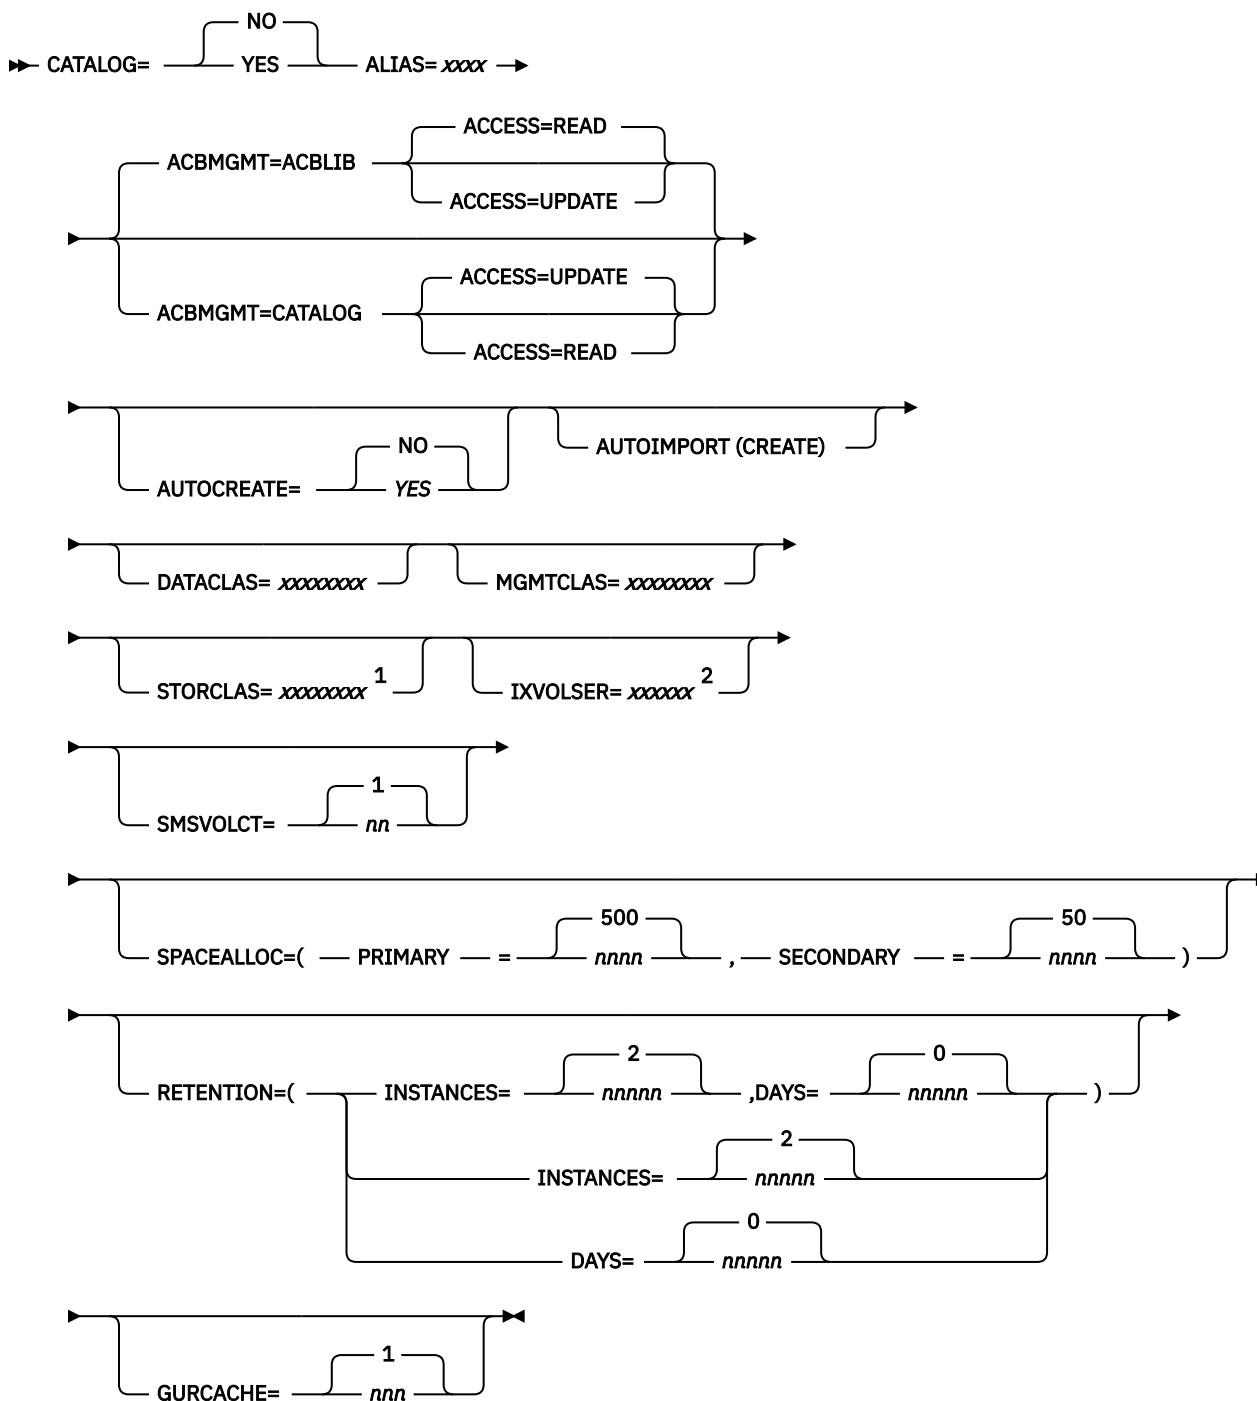 NO
CATALOG= YES ALIAS= xxxx
ACCESS=READ
ACBMGMT=ACBLIB
ACCESS=UPDATE
ACCESS=UPDATE
ACBMGMT=CATALOG
ACCESS=READ
NO AUTOIMPORT (CREATE)
AUTOCREATE= YES
DATACLAS= xxxxxxxx MGMTCLAS= xxxxxxxx
STORCLAS= xxxxxxxx 1 IXVOLSER= xxxxxx 2
1
SMSVOLCT= nn
500 50
SPACEALLOC=( PRIMARY = nnnn , SECONDARY = nnnn )
2 0
RETENTION=( INSTANCES= nnnnn ,DAYS= nnnnn )
2
INSTANCES= nnnnn
0
DAYS= nnnnn
1
GURCACHE= nnn